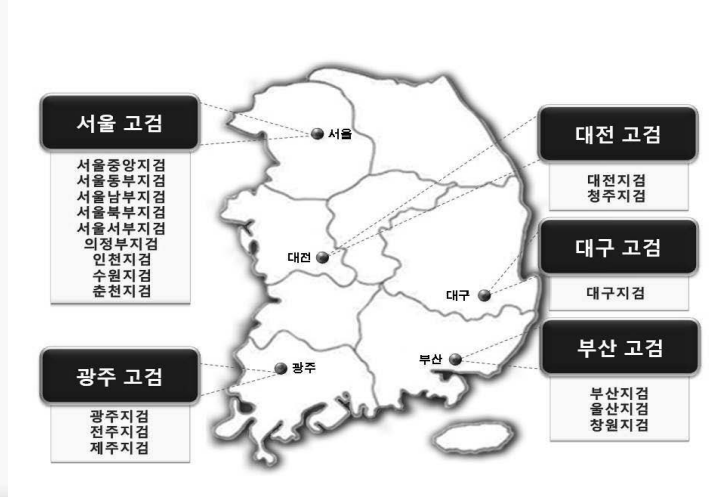 서울 고검
서울중앙지검
서울동부지검
서울남부지검
서울북부지검
서울서부지검
의정부지검
인천지검
수원지검
춘천지검
서울
대전 고검
대전지검
청주지검
대전
대구 고검
대구지검
대구
광주 고검
광주지검
전주지검
제주지검
광주
부산 고검
부산지검
울산지검
창원지검
부산